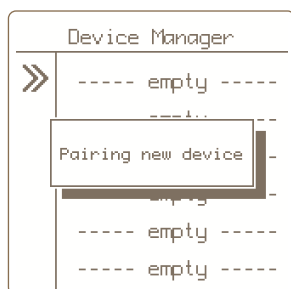 Device Manager
----- empty -----
Pairing new device
----- empty -----
----- empty -----